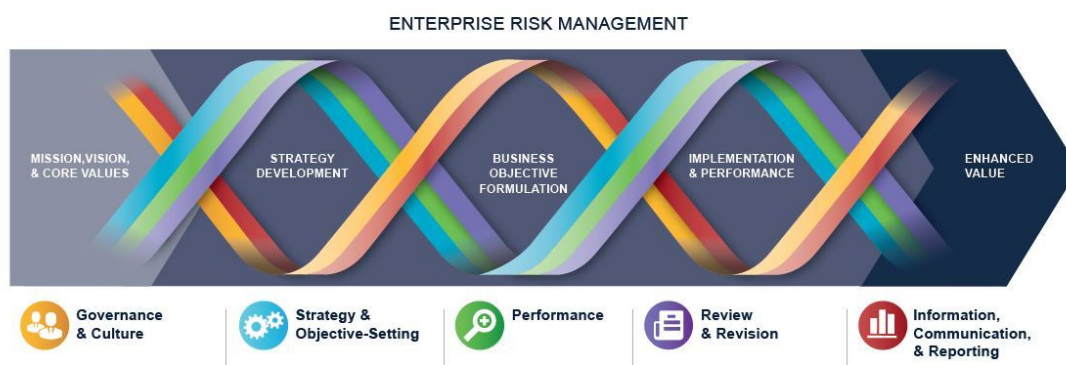 ENTERPRISE RISK MANAGEMENT
MISSION,VISION,
& CORE VALUES
STRATEGY
DEVELOPMENT
BUSINESS
OBJECTIVE
FORMULATION
IMPLEMENTATION
& PERFORMANCE
ENHANCED
VALUE
Governance
& Culture
Strategy &
Objective-Setting
Performance
Review
& Revision
Information,
Communication,
& Reporting